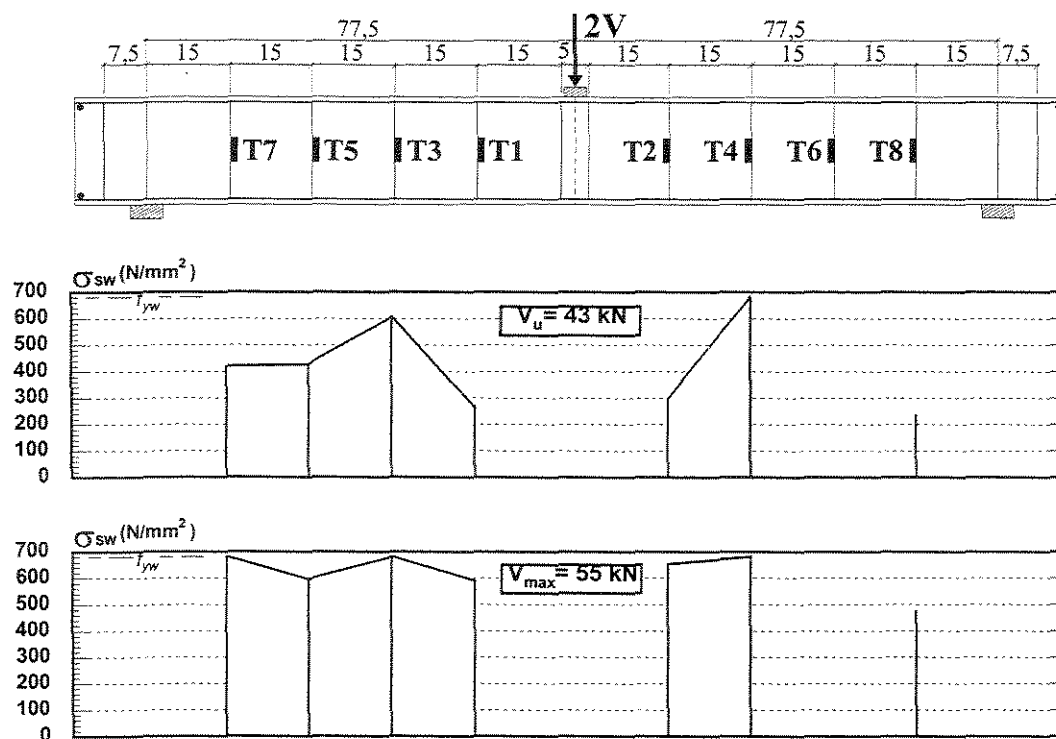 2V
77,5 77,5
7,5 15 15 15 15 15 5 15 15 15 15 15 7,5
T7 T5 T3 T1 T2 T4 T6 T8
σsw (N/mm²)
700
fyw
600
500
400
300
200
100
0
Vu = 43 kN
σsw (N/mm²)
700
fyw
600
500
400
300
200
100
0
Vmax = 55 kN